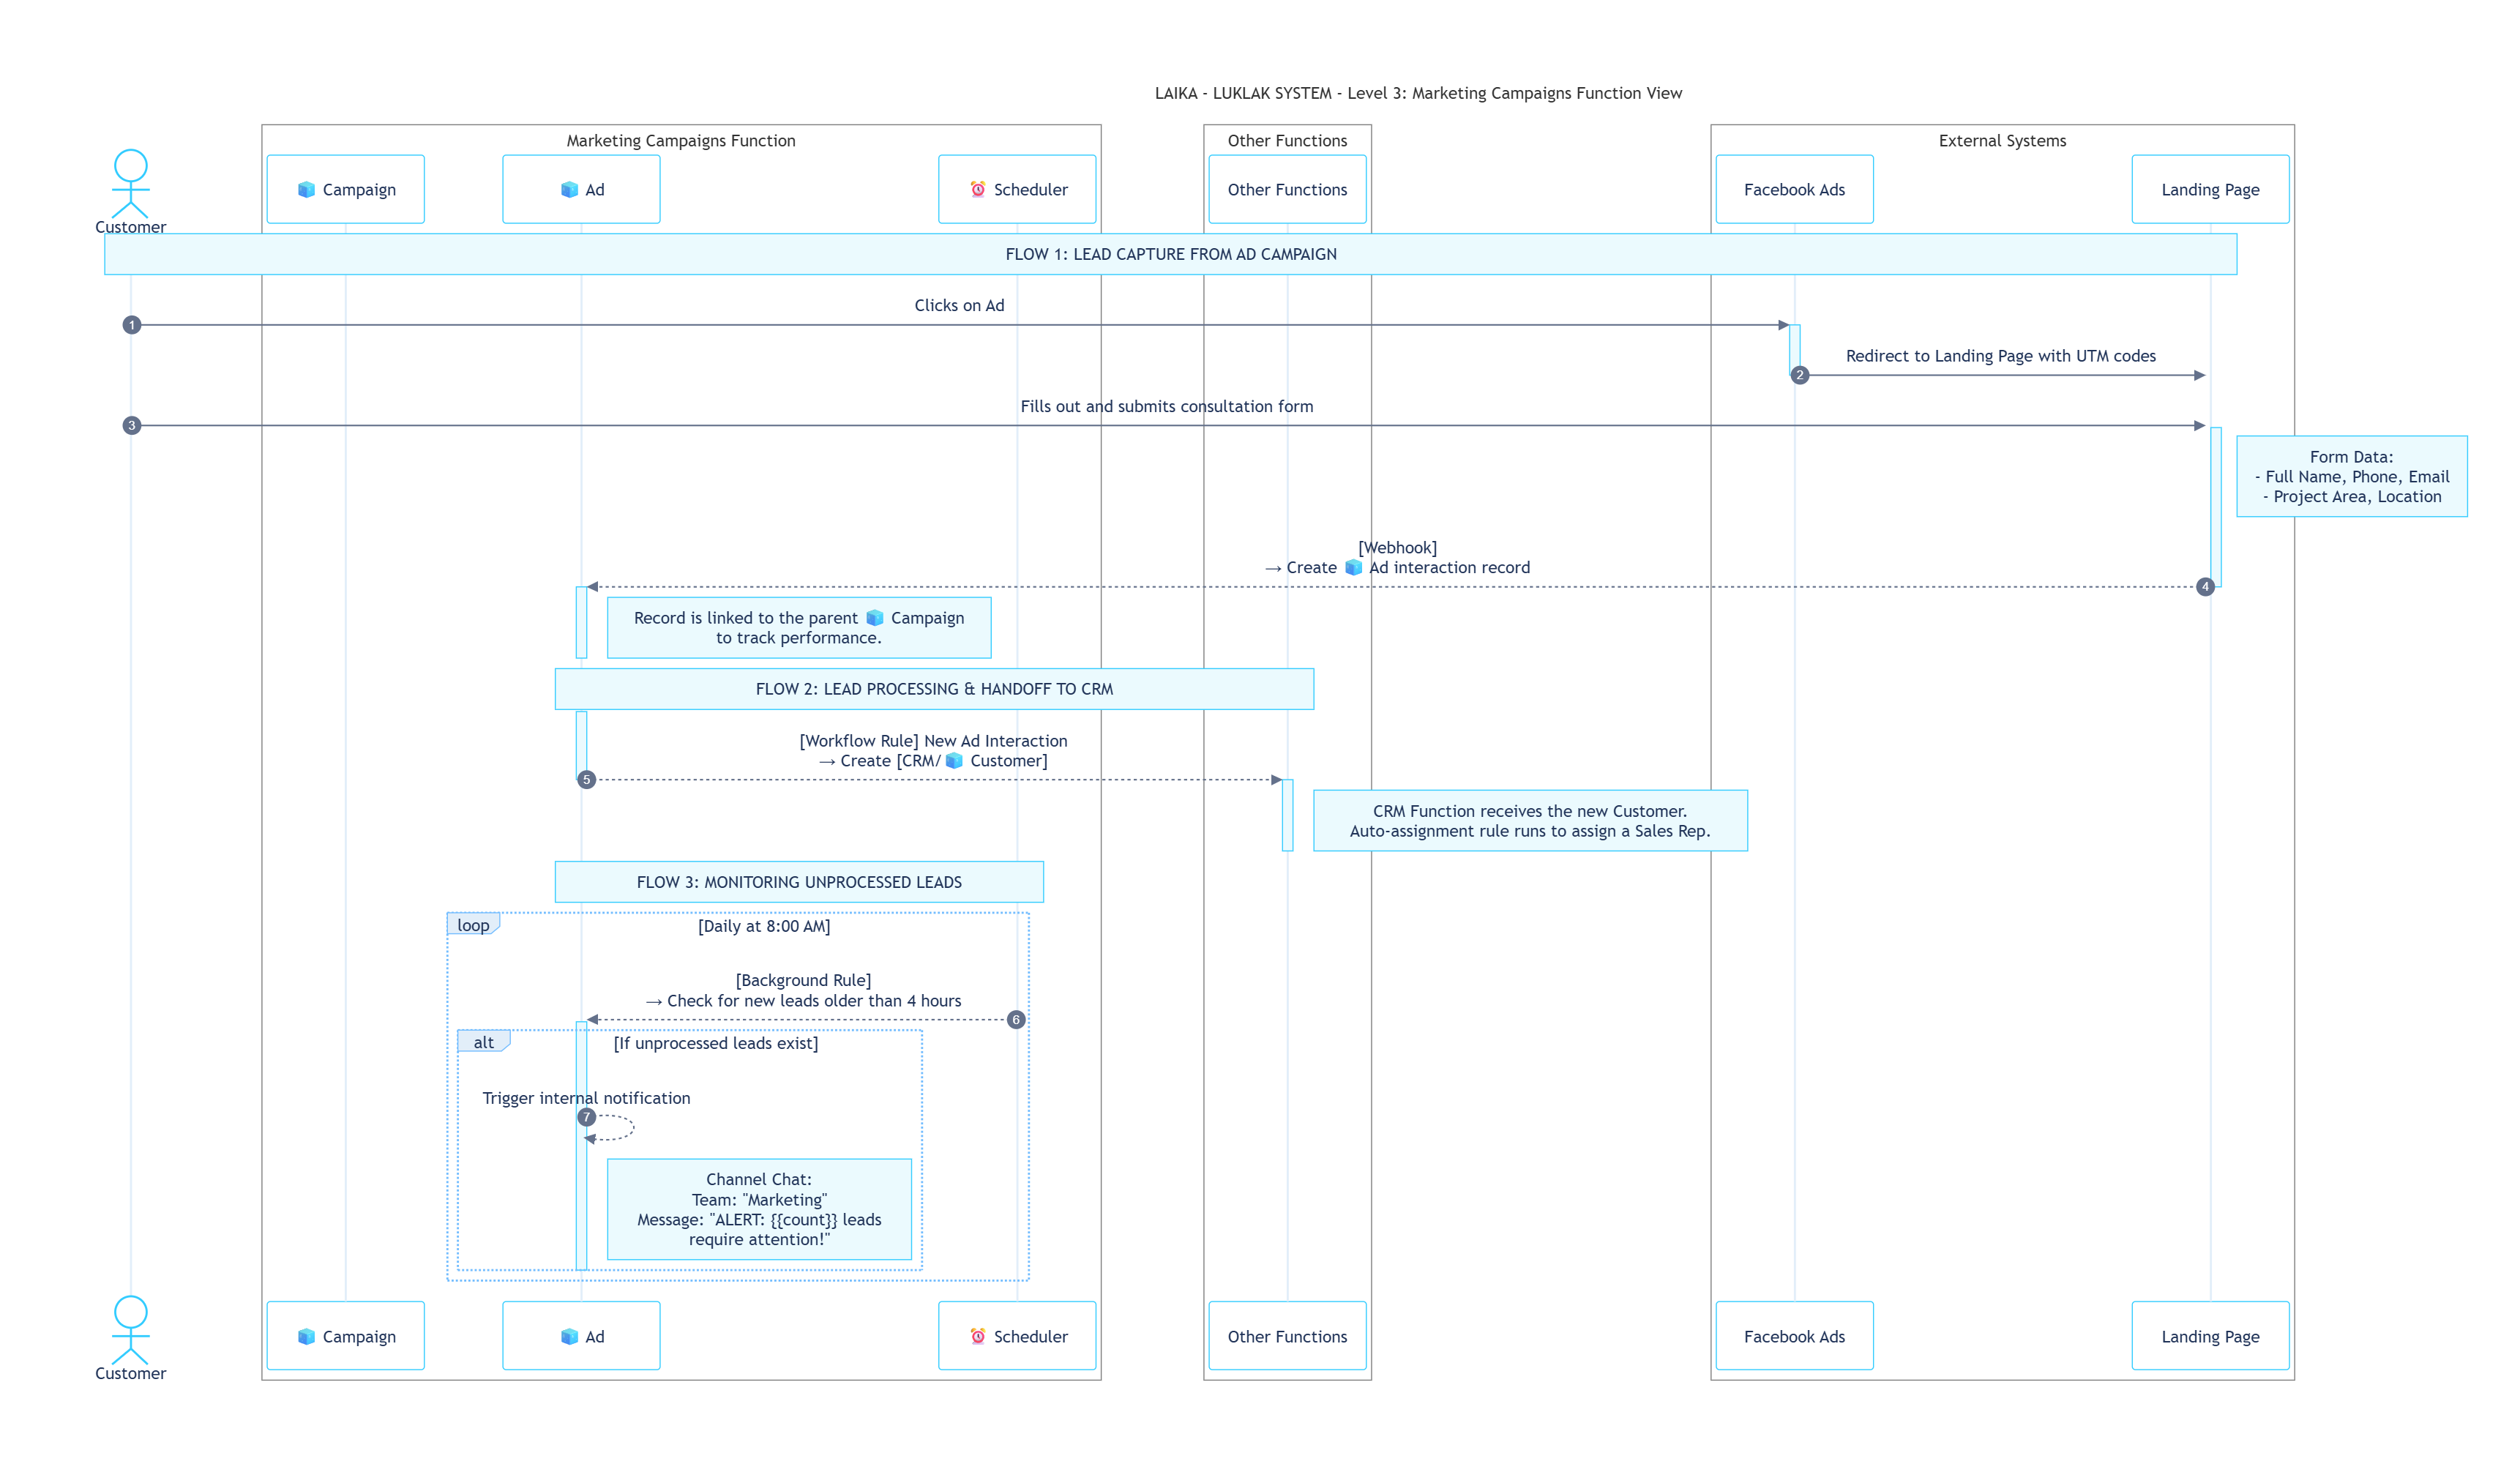 LAIKA - LUKLAK SYSTEM - Level 3: Marketing Campaigns Function View
Marketing Campaigns Function
Other Functions
External Systems
Customer
Campaign
Ad
Scheduler
Other Functions
Facebook Ads
Landing Page
FLOW 1: LEAD CAPTURE FROM AD CAMPAIGN
Clicks on Ad
1
Redirect to Landing Page with UTM codes
2
Fills out and submits consultation form
3
Form Data:
- Full Name, Phone, Email
- Project Area, Location
[Webhook]
→ Create Ad interaction record
4
Record is linked to the parent Campaign
to track performance.
FLOW 2: LEAD PROCESSING & HANDOFF TO CRM
[Workflow Rule] New Ad Interaction
→ Create [CRM/ Customer]
5
CRM Function receives the new Customer.
Auto-assignment rule runs to assign a Sales Rep.
FLOW 3: MONITORING UNPROCESSED LEADS
loop
[Daily at 8:00 AM]
[Background Rule]
→ Check for new leads older than 4 hours
6
alt
[If unprocessed leads exist]
Trigger internal notification
7
Channel Chat:
Team: "Marketing"
Message: "ALERT: {{count}} leads
require attention!"
Customer
Campaign
Ad
Scheduler
Other Functions
Facebook Ads
Landing Page